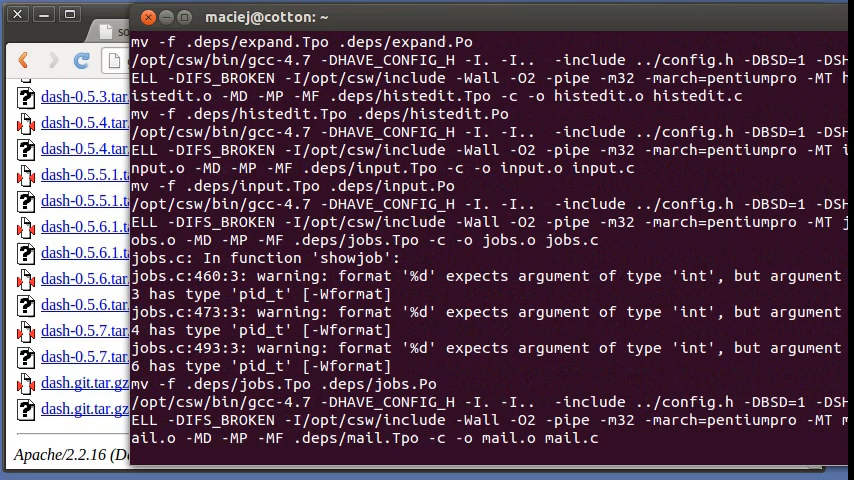 maciej@cotton: ~
so
dash-0.5.3.tar.
dash-0.5.4.tar.
dash-0.5.4.tar.
dash-0.5.5.1.tar
dash-0.5.5.1.tar
dash-0.5.6.1.tar
dash-0.5.6.1.tar
dash-0.5.6.tar.
dash-0.5.6.tar.
dash-0.5.7.tar.
dash-0.5.7.tar.
dash.git.tar.gz
dash.git.tar.gz
Apache/2.2.16 (De
mv -f .deps/expand.Tpo .deps/expand.Po
/opt/csw/bin/gcc-4.7 -DHAVE_CONFIG_H -I. -I.. -include ../config.h -DBSD=1 -DSH
ELL -DIFS_BROKEN -I/opt/csw/include -Wall -O2 -pipe -m32 -march=pentiumpro -MT h
istedit.o -MD -MP -MF .deps/histedit.Tpo -c -o histedit.o histedit.c
mv -f .deps/histedit.Tpo .deps/histedit.Po
/opt/csw/bin/gcc-4.7 -DHAVE_CONFIG_H -I. -I.. -include ../config.h -DBSD=1 -DSH
ELL -DIFS_BROKEN -I/opt/csw/include -Wall -O2 -pipe -m32 -march=pentiumpro -MT i
nput.o -MD -MP -MF .deps/input.Tpo -c -o input.o input.c
mv -f .deps/input.Tpo .deps/input.Po
/opt/csw/bin/gcc-4.7 -DHAVE_CONFIG_H -I. -I.. -include ../config.h -DBSD=1 -DSH
ELL -DIFS_BROKEN -I/opt/csw/include -Wall -O2 -pipe -m32 -march=pentiumpro -MT j
obs.o -MD -MP -MF .deps/jobs.Tpo -c -o jobs.o jobs.c
jobs.c: In function 'showjob':
jobs.c:460:3: warning: format '%d' expects argument of type 'int', but argument
3 has type 'pid_t' [-Wformat]
jobs.c:473:3: warning: format '%d' expects argument of type 'int', but argument
4 has type 'pid_t' [-Wformat]
jobs.c:493:3: warning: format '%d' expects argument of type 'int', but argument
6 has type 'pid_t' [-Wformat]
mv -f .deps/jobs.Tpo .deps/jobs.Po
/opt/csw/bin/gcc-4.7 -DHAVE_CONFIG_H -I. -I.. -include ../config.h -DBSD=1 -DSH
ELL -DIFS_BROKEN -I/opt/csw/include -Wall -O2 -pipe -m32 -march=pentiumpro -MT m
ail.o -MD -MP -MF .deps/mail.Tpo -c -o mail.o mail.c